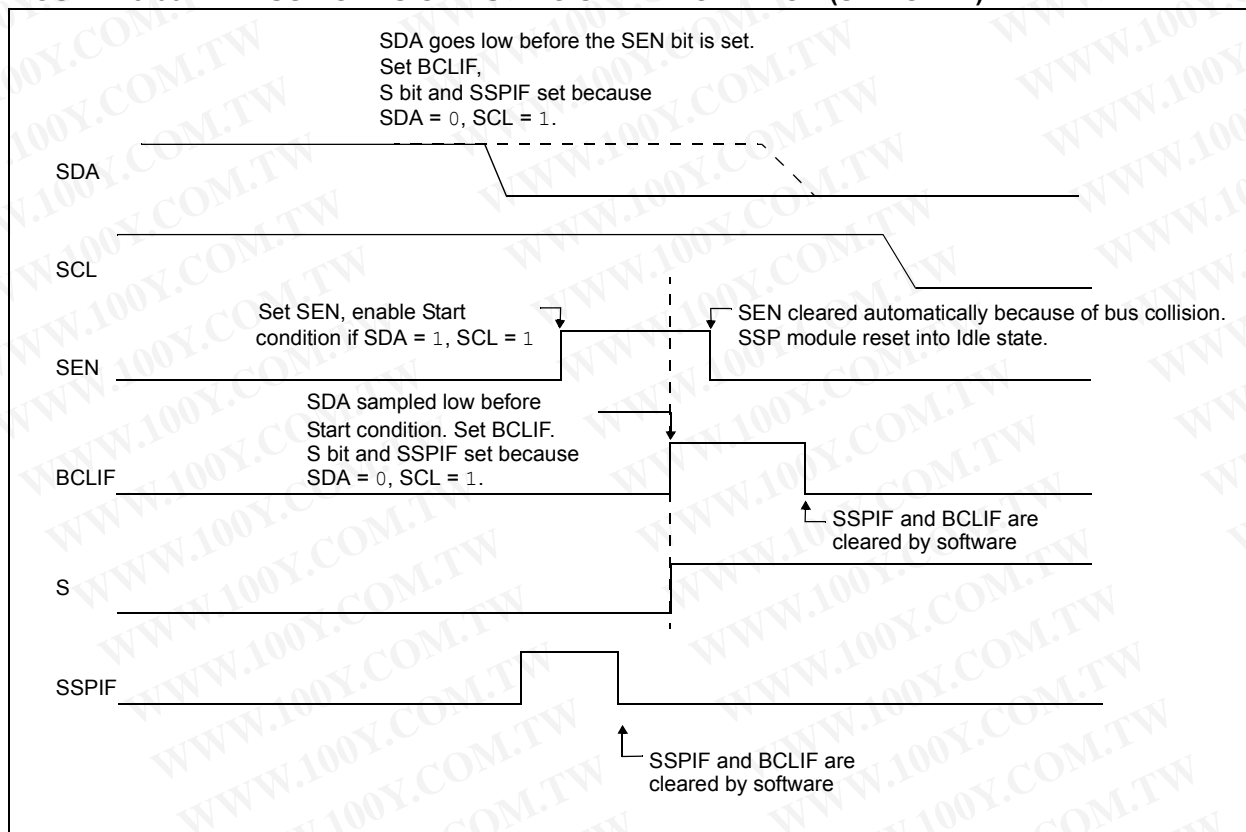 SDA goes low before the SEN bit is set.
Set BCLIF,
S bit and SSPIF set because
SDA = 0, SCL = 1.
SDA
SCL
Set SEN, enable Start
condition if SDA = 1, SCL = 1
SEN cleared automatically because of bus collision.
SSP module reset into Idle state.
SEN
SDA sampled low before
Start condition. Set BCLIF.
S bit and SSPIF set because
SDA = 0, SCL = 1.
BCLIF
SSPIF and BCLIF are
cleared by software
S
SSPIF
SSPIF and BCLIF are
cleared by software
WWW.100Y.COM.TW